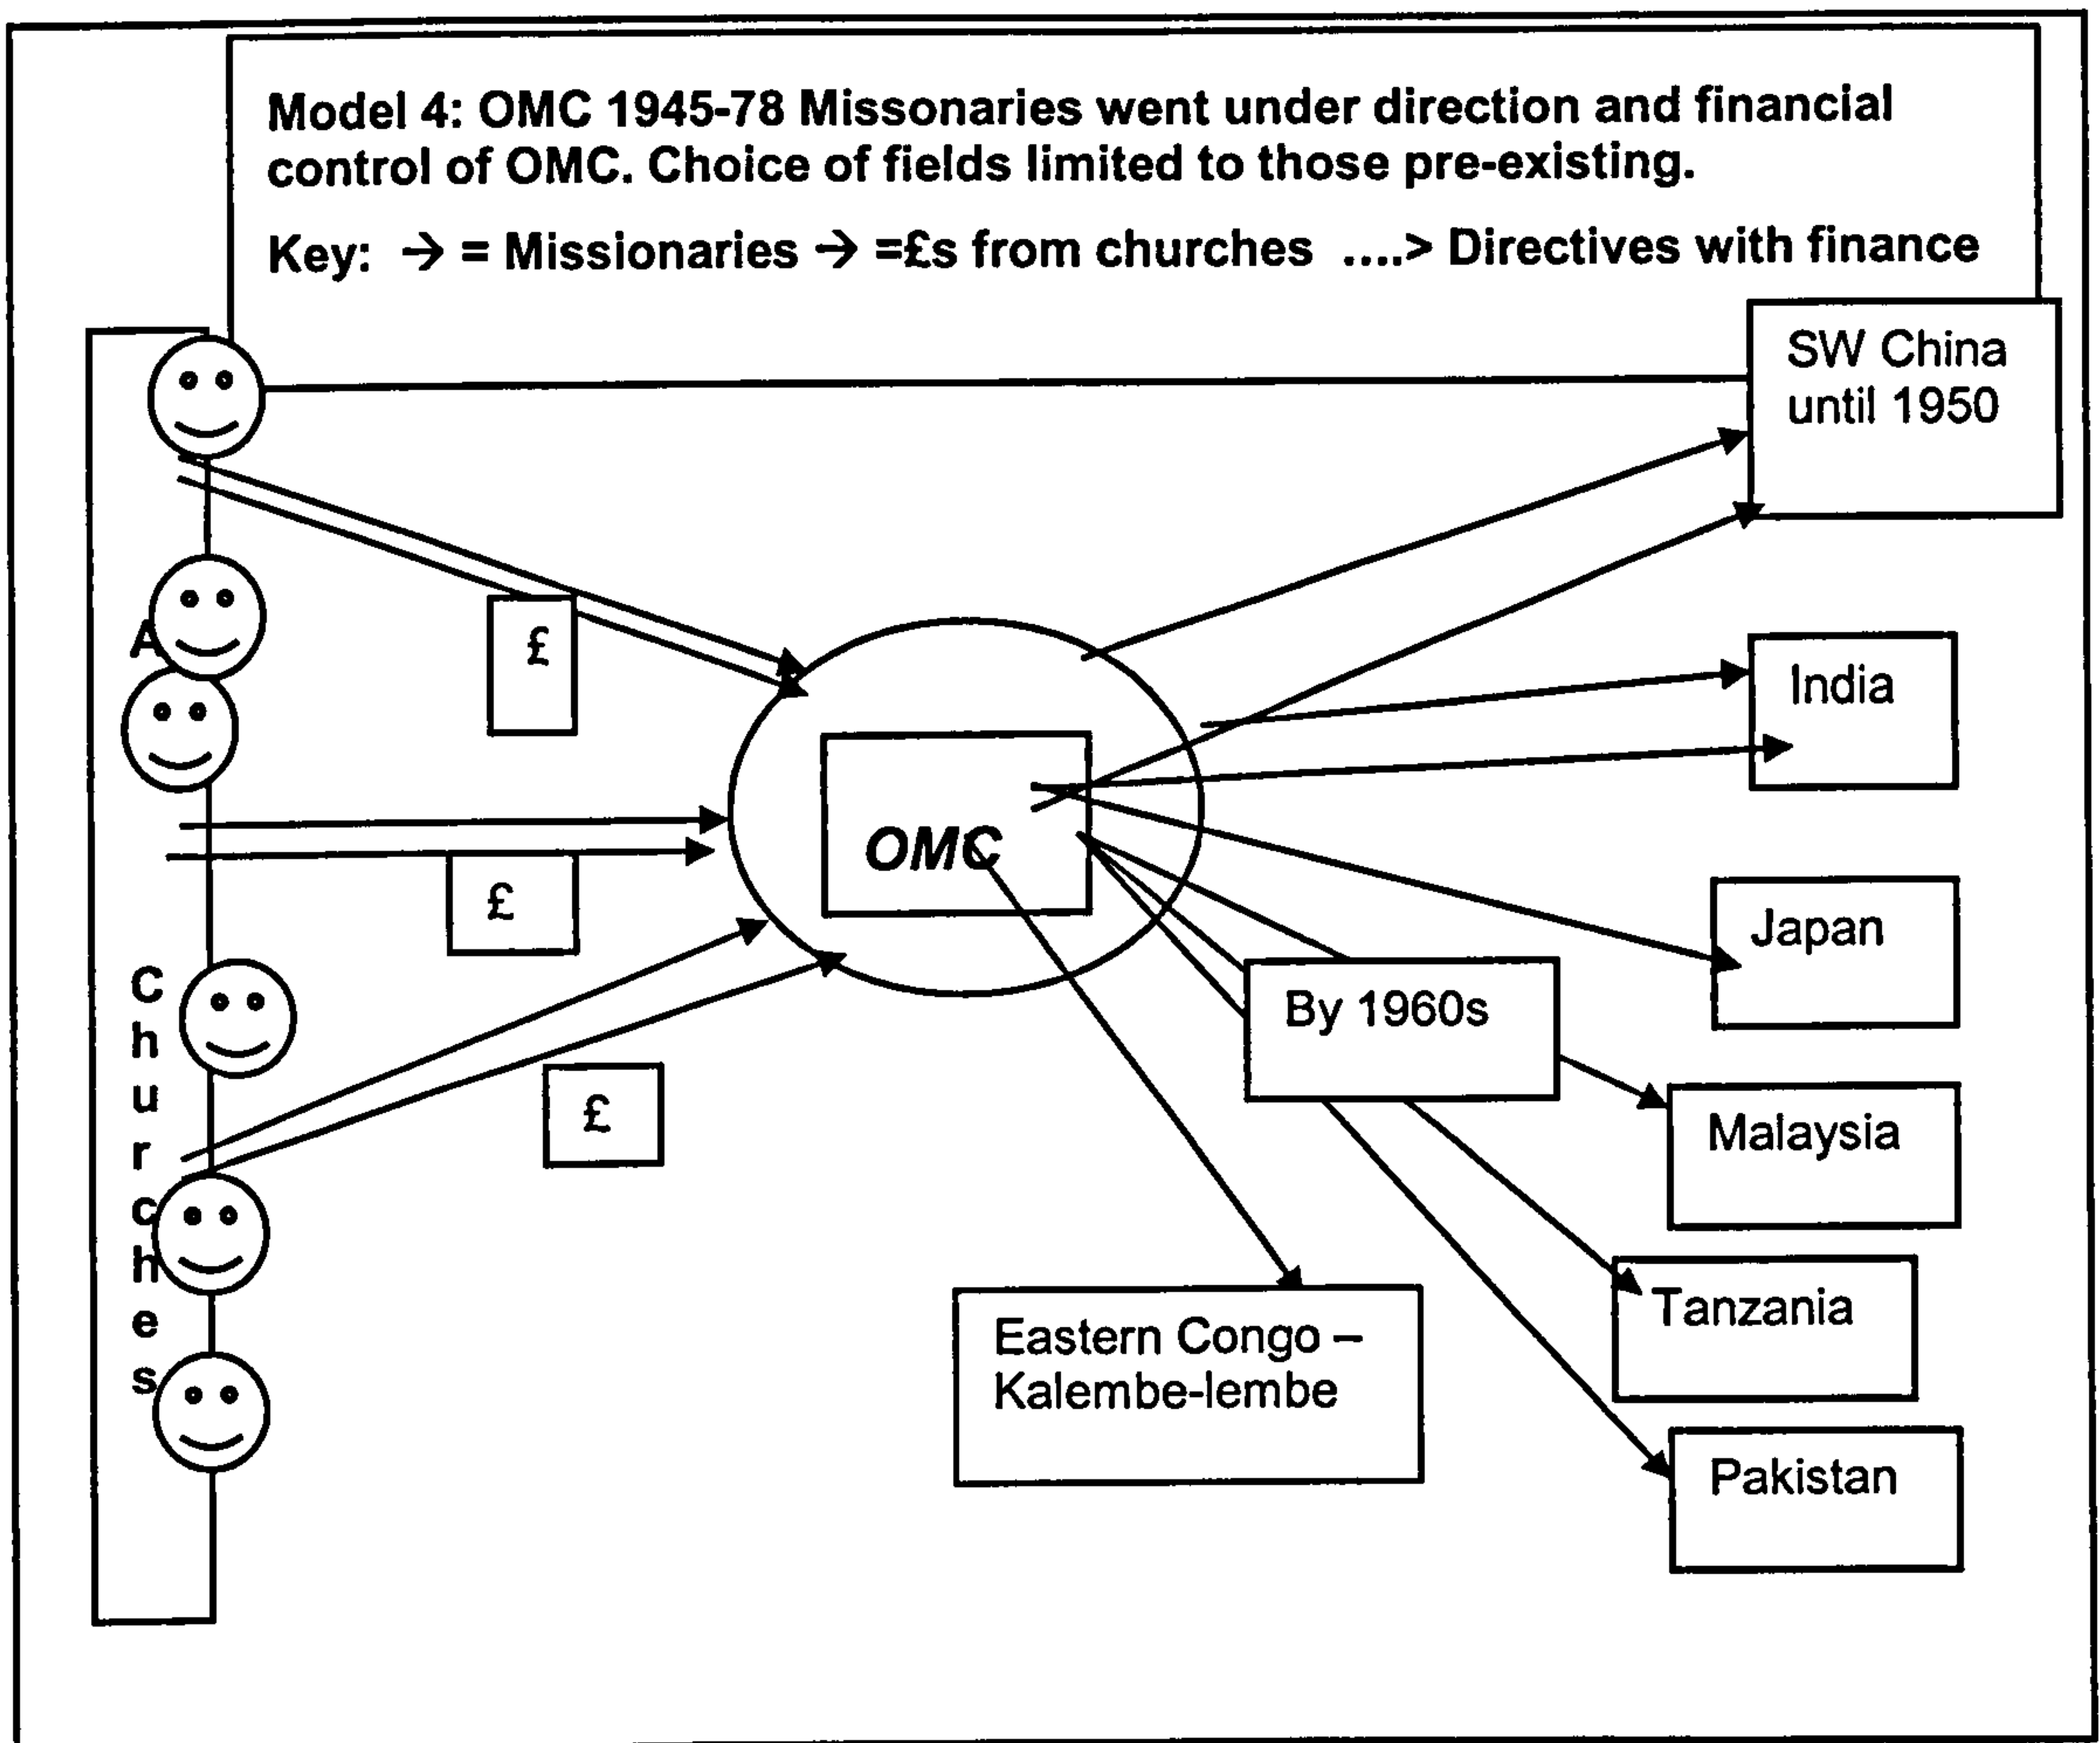 Model 4: OMC 1945-78 Missonaries went under direction and financial
control of OMC. Choice of fields limited to those pre-existing.
Key: → = Missionaries → =£s from churches ....> Directives with finance
SW China
until 1950
A
£
India
OMC
£
Japan
Churches
By 1960s
£
Malaysia
Tanzania
Eastern Congo –
Kalembe-lembe
Pakistan